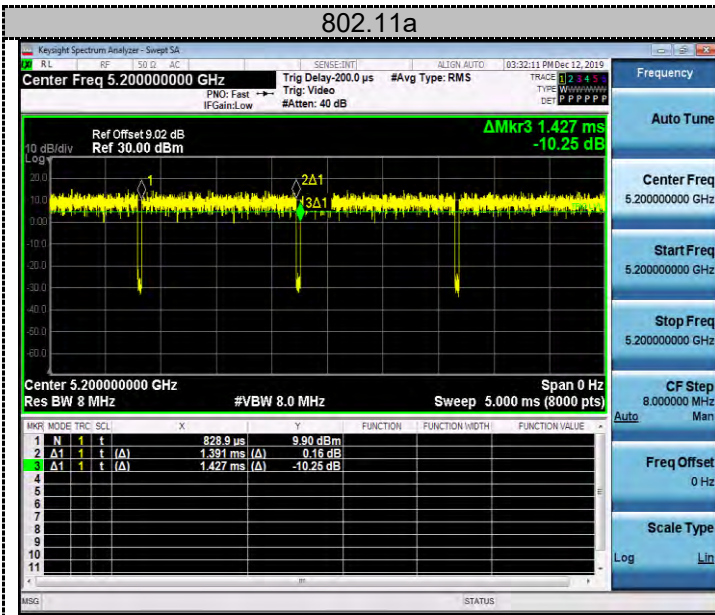 802.11a
Keysight Spectrum Analyzer - Swept SA
RL RF 50 Ω AC SENSE:INT ALIGN AUTO 03:32:11 PM Dec 12, 2019
Center Freq 5.200000000 GHz
PNO: Fast
IFGain:Low
Trig Delay-200.0 µs
Trig: Video
#Atten: 40 dB
#Avg Type: RMS
TRACE 1 2 3 4 5 6
TYPE W
DET P P P P P P
Frequency
Auto Tune
Center Freq
5.200000000 GHz
Start Freq
5.200000000 GHz
Stop Freq
5.200000000 GHz
CF Step
8.000000 MHz
Auto Man
Freq Offset
0 Hz
Scale Type
Log Lin
ΔMkr3 1.427 ms
-10.25 dB
Ref Offset 9.02 dB
10 dB/div Ref 30.00 dBm
Log
20.0
10.0
0.00
-10.0
-20.0
-30.0
-40.0
-50.0
-60.0
1
2Δ1
3Δ1
Center 5.200000000 GHz Span 0 Hz
Res BW 8 MHz #VBW 8.0 MHz Sweep 5.000 ms (8000 pts)
MKR MODE TRC SCL X Y FUNCTION FUNCTION WIDTH FUNCTION VALUE
1 N 1 t 828.9 µs 9.90 dBm
2 Δ1 1 t (Δ) 1.391 ms (Δ) 0.16 dB
3 Δ1 1 t (Δ) 1.427 ms (Δ) -10.25 dB
4
5
6
7
8
9
10
11
MSG STATUS